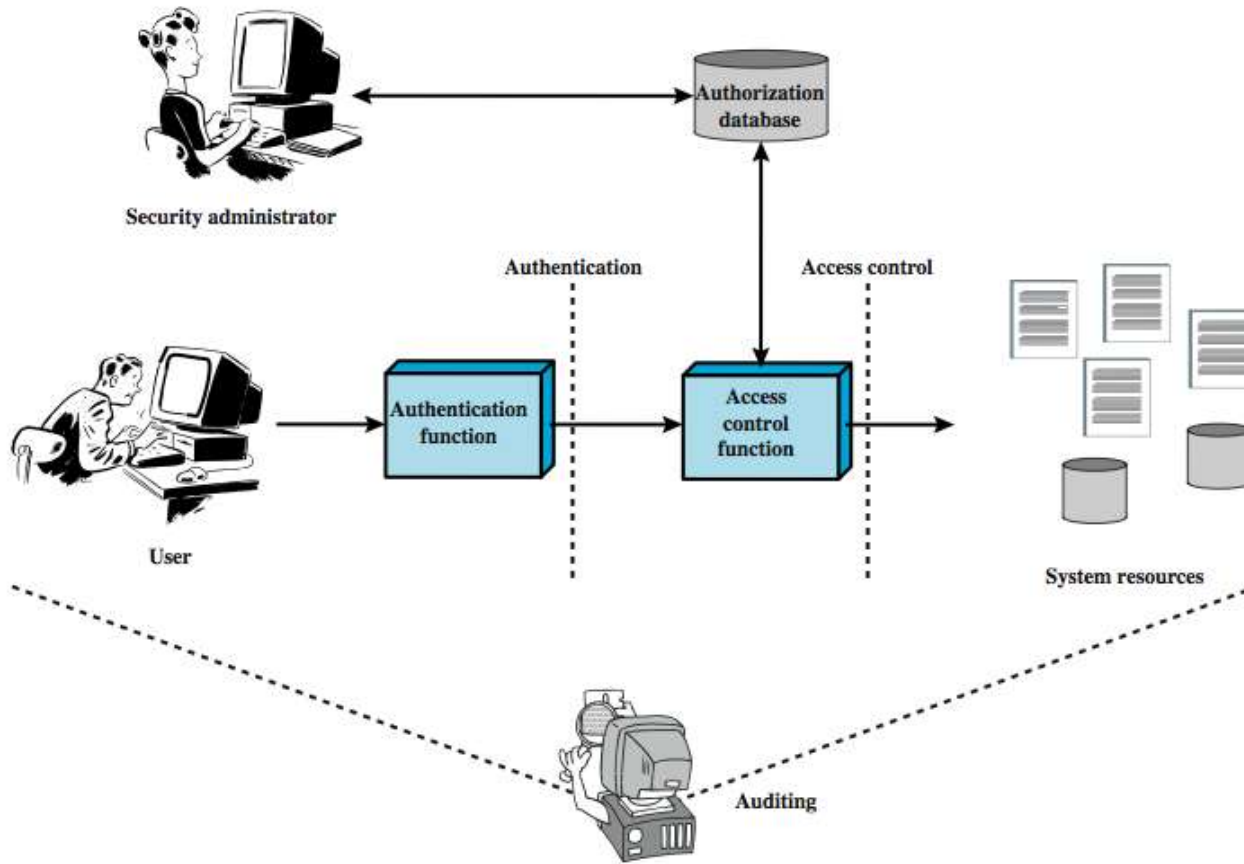 Authorization
database
Security administrator
Authentication
Access control
Authentication
function
Access
control
function
User
System resources
Auditing